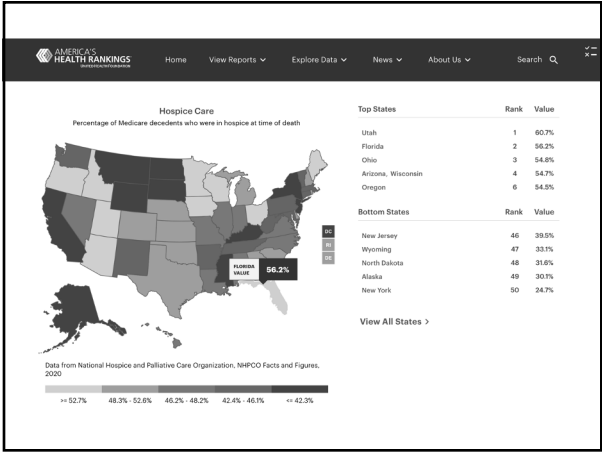 AMERICA'S
HEALTH RANKINGS
UNITED HEALTH FOUNDATION
Home View Reports Explore Data News About Us Search
Hospice Care
Percentage of Medicare decedents who were in hospice at time of death
DC
RI
DE
FLORIDA
VALUE 56.2%
Data from National Hospice and Palliative Care Organization, NHPCO Facts and Figures,
2020
>= 52.7% 48.3% - 52.6% 46.2% - 48.2% 42.4% - 46.1% <= 42.3%
Top States Rank Value
Utah 1 60.7%
Florida 2 56.2%
Ohio 3 54.8%
Arizona, Wisconsin 4 54.7%
Oregon 6 54.5%
Bottom States Rank Value
New Jersey 46 39.5%
Wyoming 47 33.1%
North Dakota 48 31.6%
Alaska 49 30.1%
New York 50 24.7%
View All States >